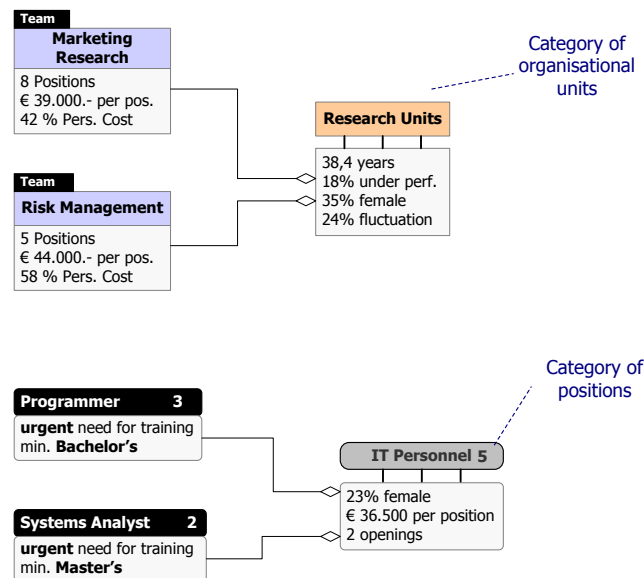 Team
Marketing
Research
8 Positions
€ 39.000.- per pos.
42 % Pers. Cost
Category of
organisational
units
Research Units
38,4 years
18% under perf.
35% female
24% fluctuation
Team
Risk Management
5 Positions
€ 44.000.- per pos.
58 % Pers. Cost
Category of
positions
Programmer 3
urgent need for training
min. Bachelor’s
IT Personnel 5
23% female
€ 36.500 per position
2 openings
Systems Analyst 2
urgent need for training
min. Master’s